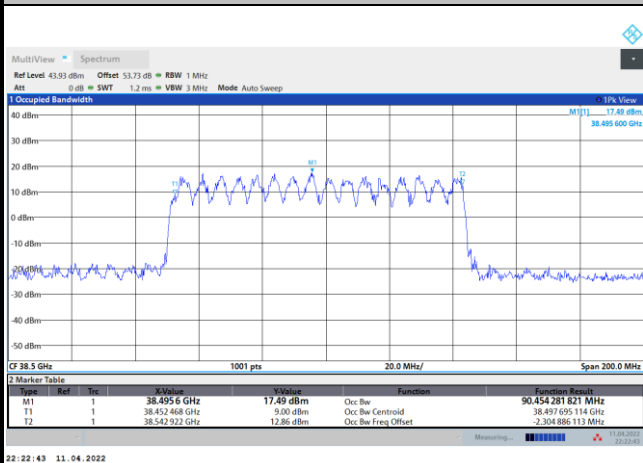 MultiView Spectrum
Ref Level 43.93 dBm Offset 53.73 dB RBW 1 MHz
Att 0 dB SWT 1.2 ms VBW 3 MHz Mode Auto Sweep
1 Occupied Bandwidth 1Pk View
M1[1] 17.49 dBm
38.495 600 GHz
40 dBm
30 dBm
20 dBm
M1
T1
T2
10 dBm
0 dBm
-10 dBm
-20 dBm
-30 dBm
-40 dBm
-50 dBm
CF 38.5 GHz 1001 pts 20.0 MHz/ Span 200.0 MHz
2 Marker Table
Type Ref Trc X-Value Y-Value Function Function Result
M1 1 38.495 6 GHz 17.49 dBm Occ Bw 90.454 281 821 MHz
T1 1 38.452 468 GHz 9.00 dBm Occ Bw Centroid 38.497 695 114 GHz
T2 1 38.542 922 GHz 12.86 dBm Occ Bw Freq Offset -2.304 886 113 MHz
Measuring... 11.04.2022
22:22:43
22:22:43 11.04.2022